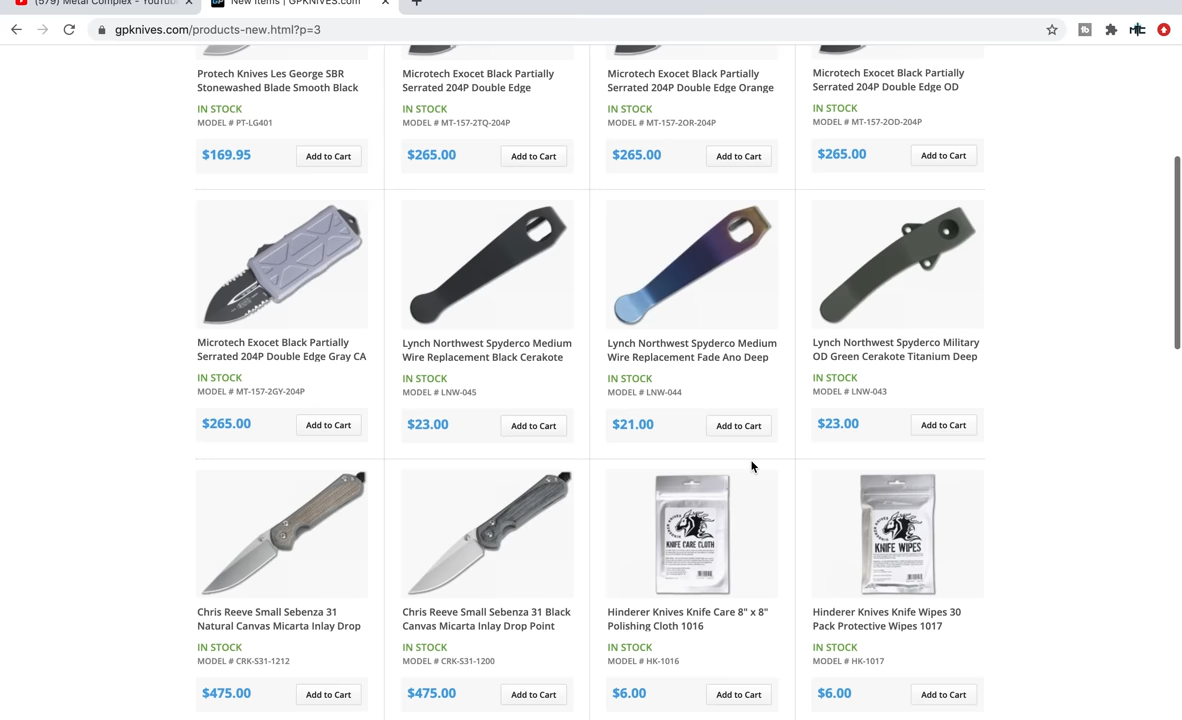 (579) Metal Complex - YouTub
New Items | GPKNIVES.com
gpknives.com/products-new.html?p=3
Protech Knives Les George SBR
Stonewashed Blade Smooth Black
IN STOCK
MODEL # PT-LG401
$169.95
Add to Cart
Microtech Exocet Black Partially
Serrated 204P Double Edge
IN STOCK
MODEL # MT-157-2TQ-204P
$265.00
Add to Cart
Microtech Exocet Black Partially
Serrated 204P Double Edge Orange
IN STOCK
MODEL # MT-157-2OR-204P
$265.00
Add to Cart
Microtech Exocet Black Partially
Serrated 204P Double Edge OD
IN STOCK
MODEL # MT-157-2OD-204P
$265.00
Add to Cart
Microtech Exocet Black Partially
Serrated 204P Double Edge Gray CA
IN STOCK
MODEL # MT-157-2GY-204P
$265.00
Add to Cart
Lynch Northwest Spyderco Medium
Wire Replacement Black Cerakote
IN STOCK
MODEL # LNW-045
$23.00
Add to Cart
Lynch Northwest Spyderco Medium
Wire Replacement Fade Ano Deep
IN STOCK
MODEL # LNW-044
$21.00
Add to Cart
Lynch Northwest Spyderco Military
OD Green Cerakote Titanium Deep
IN STOCK
MODEL # LNW-043
$23.00
Add to Cart
Chris Reeve Small Sebenza 31
Natural Canvas Micarta Inlay Drop
IN STOCK
MODEL # CRK-S31-1212
$475.00
Add to Cart
Chris Reeve Small Sebenza 31 Black
Canvas Micarta Inlay Drop Point
IN STOCK
MODEL # CRK-S31-1200
$475.00
Add to Cart
KNIFE CARE CLOTH
Hinderer Knives Knife Care 8" x 8"
Polishing Cloth 1016
IN STOCK
MODEL # HK-1016
$6.00
Add to Cart
KNIFE WIPES
Hinderer Knives Knife Wipes 30
Pack Protective Wipes 1017
IN STOCK
MODEL # HK-1017
$6.00
Add to Cart